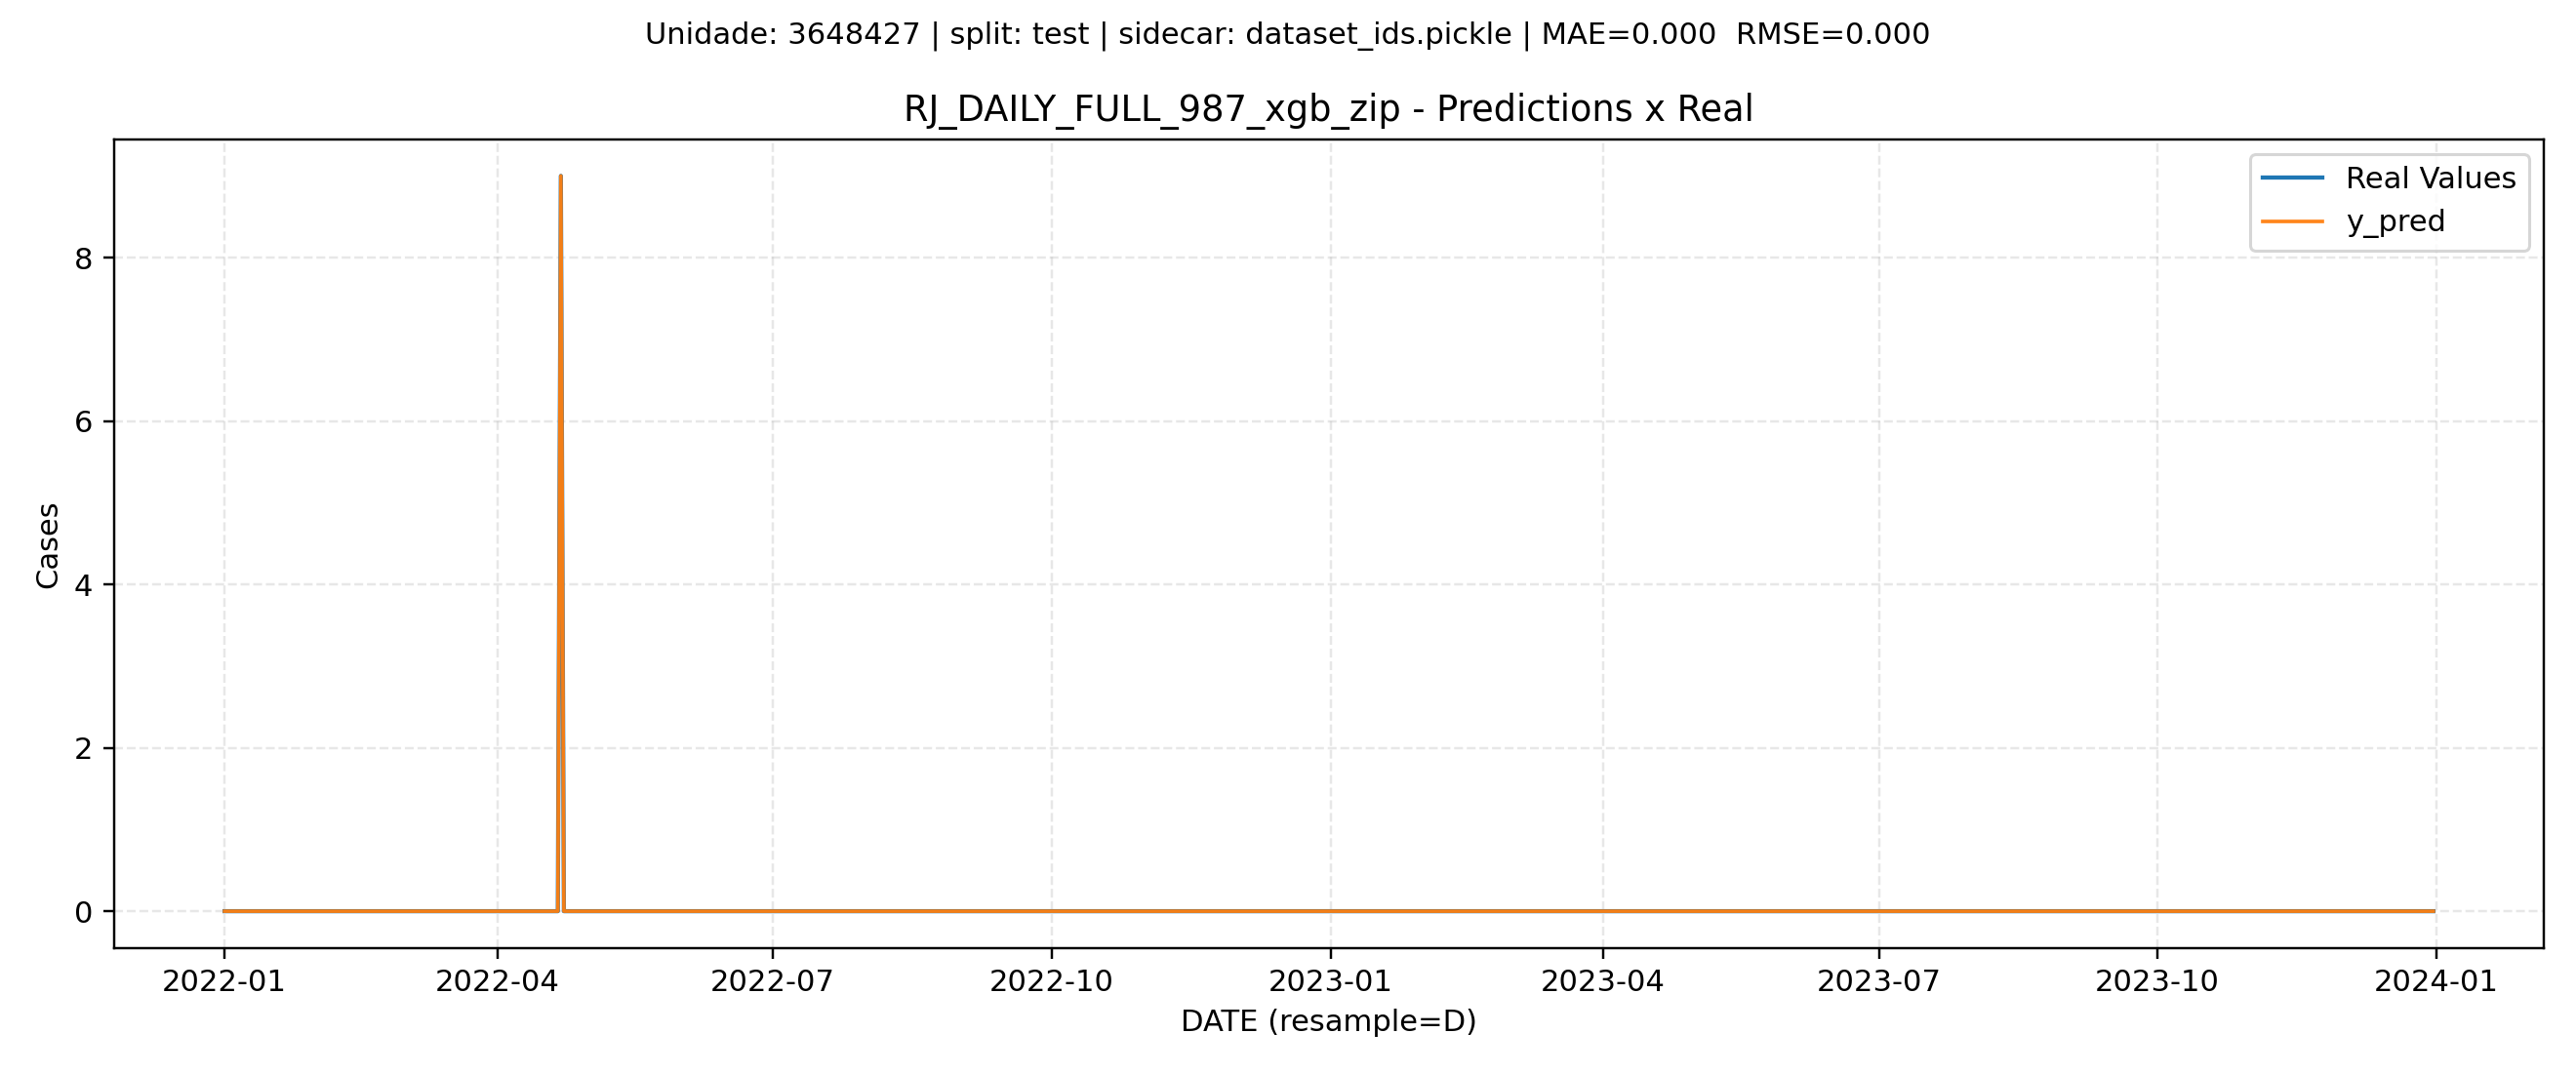 Unidade: 3648427 | split: test | sidecar: dataset_ids.pickle | MAE=0.000  RMSE=0.000
RJ_DAILY_FULL_987_xgb_zip - Predictions x Real
Real Values
y_pred
8
6
4
2
0
Cases
2022-01 2022-04 2022-07 2022-10 2023-01 2023-04 2023-07 2023-10 2024-01
DATE (resample=D)